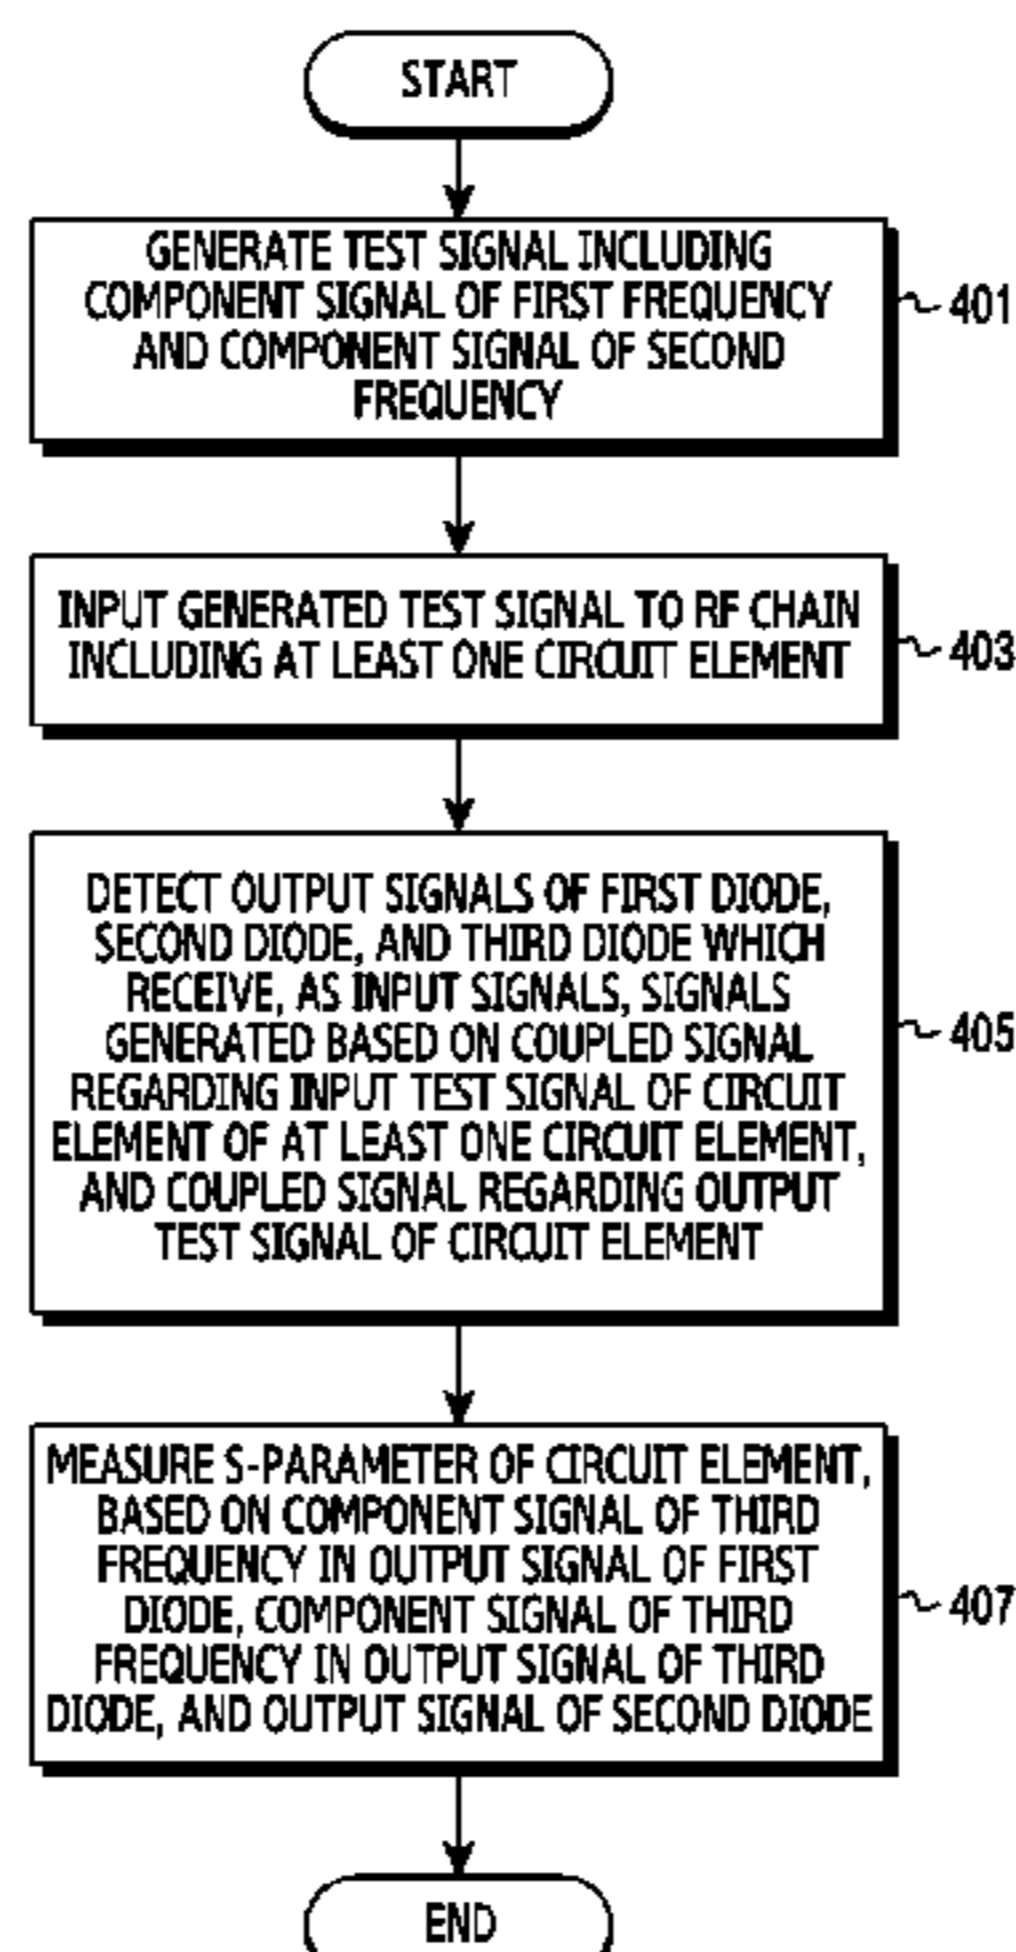 START
GENERATE TEST SIGNAL INCLUDING
COMPONENT SIGNAL OF FIRST FREQUENCY
AND COMPONENT SIGNAL OF SECOND
FREQUENCY
401
INPUT GENERATED TEST SIGNAL TO RF CHAIN
INCLUDING AT LEAST ONE CIRCUIT ELEMENT
403
DETECT OUTPUT SIGNALS OF FIRST DIODE,
SECOND DIODE, AND THIRD DIODE WHICH
RECEIVE, AS INPUT SIGNALS, SIGNALS
GENERATED BASED ON COUPLED SIGNAL
REGARDING INPUT TEST SIGNAL OF CIRCUIT
ELEMENT OF AT LEAST ONE CIRCUIT ELEMENT,
AND COUPLED SIGNAL REGARDING OUTPUT
TEST SIGNAL OF CIRCUIT ELEMENT
405
MEASURE S-PARAMETER OF CIRCUIT ELEMENT,
BASED ON COMPONENT SIGNAL OF THIRD
FREQUENCY IN OUTPUT SIGNAL OF FIRST
DIODE, COMPONENT SIGNAL OF THIRD
FREQUENCY IN OUTPUT SIGNAL OF THIRD
DIODE, AND OUTPUT SIGNAL OF SECOND DIODE
407
END